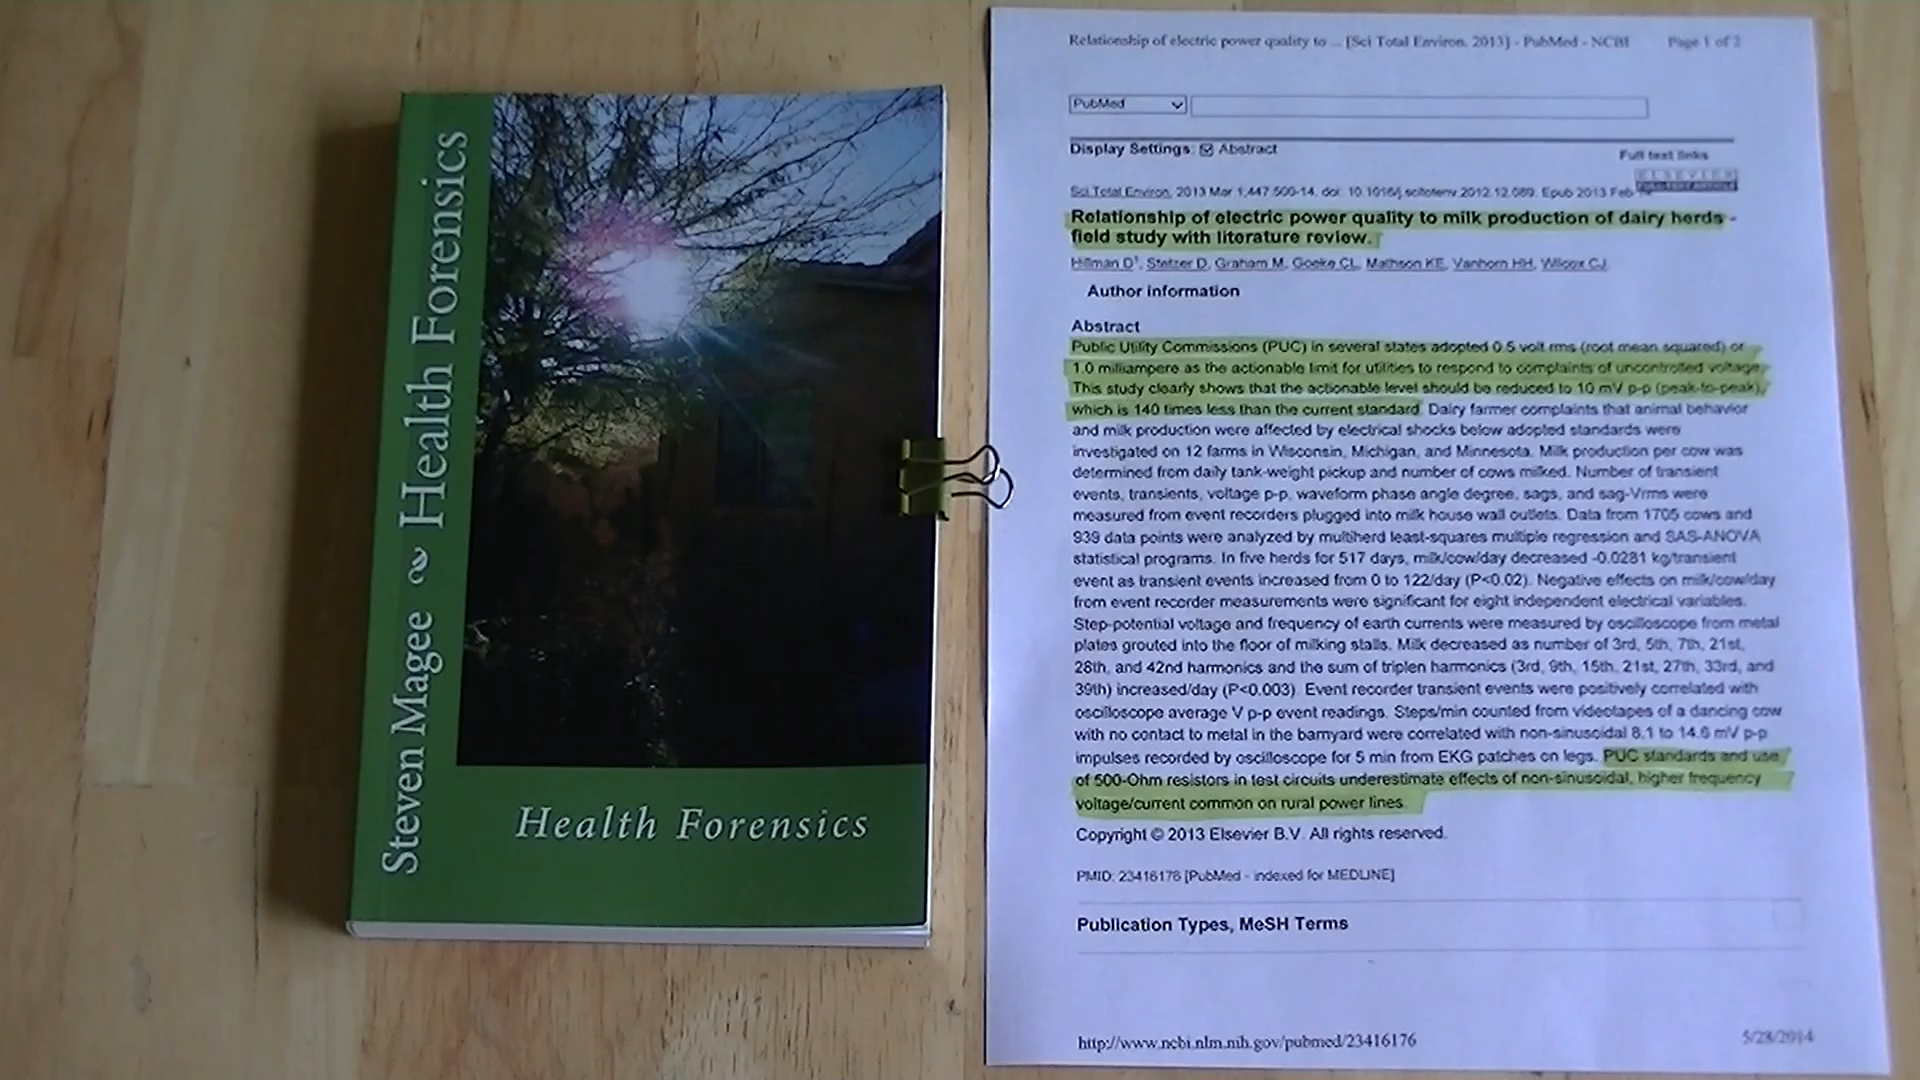 Steven Magee ~ Health Forensics
Health Forensics
Relationship of electric power quality to ... [Sci Total Environ. 2013] - PubMed - NCBI
Page 1 of 2
PubMed
Display Settings: Abstract
Full text links
ELSEVIER
FULL-TEXT ARTICLE
Sci Total Environ. 2013 Mar 1;447:500-14. doi: 10.1016/j.scitotenv.2012.12.089. Epub 2013 Feb
Relationship of electric power quality to milk production of dairy herds -
field study with literature review.
Hillman D1, Stetzer D, Graham M, Goeke CL, Mathson KE, Vanhorn HH, Wilcox CJ.
Author information
Abstract
Public Utility Commissions (PUC) in several states adopted 0.5 volt rms (root mean squared) or
1.0 milliampere as the actionable limit for utilities to respond to complaints of uncontrolled voltage.
This study clearly shows that the actionable level should be reduced to 10 mV p-p (peak-to-peak),
which is 140 times less than the current standard. Dairy farmer complaints that animal behavior
and milk production were affected by electrical shocks below adopted standards were
investigated on 12 farms in Wisconsin, Michigan, and Minnesota. Milk production per cow was
determined from daily tank-weight pickup and number of cows milked. Number of transient
events, transients, voltage p-p, waveform phase angle degree, sags, and sag-Vrms were
measured from event recorders plugged into milk house wall outlets. Data from 1705 cows and
939 data points were analyzed by multiherd least-squares multiple regression and SAS-ANOVA
statistical programs. In five herds for 517 days, milk/cow/day decreased -0.0281 kg/transient
event as transient events increased from 0 to 122/day (P<0.02). Negative effects on milk/cow/day
from event recorder measurements were significant for eight independent electrical variables.
Step-potential voltage and frequency of earth currents were measured by oscilloscope from metal
plates grouted into the floor of milking stalls. Milk decreased as number of 3rd, 5th, 7th, 21st,
28th, and 42nd harmonics and the sum of triplen harmonics (3rd, 9th, 15th, 21st, 27th, 33rd, and
39th) increased/day (P<0.003). Event recorder transient events were positively correlated with
oscilloscope average V p-p event readings. Steps/min counted from videotapes of a dancing cow
with no contact to metal in the barnyard were correlated with non-sinusoidal 8.1 to 14.6 mV p-p
impulses recorded by oscilloscope for 5 min from EKG patches on legs. PUC standards and use
of 500-Ohm resistors in test circuits underestimate effects of non-sinusoidal, higher frequency
voltage/current common on rural power lines.
Copyright © 2013 Elsevier B.V. All rights reserved.
PMID: 23416176 [PubMed - indexed for MEDLINE]
Publication Types, MeSH Terms
http://www.ncbi.nlm.nih.gov/pubmed/23416176
5/28/2014